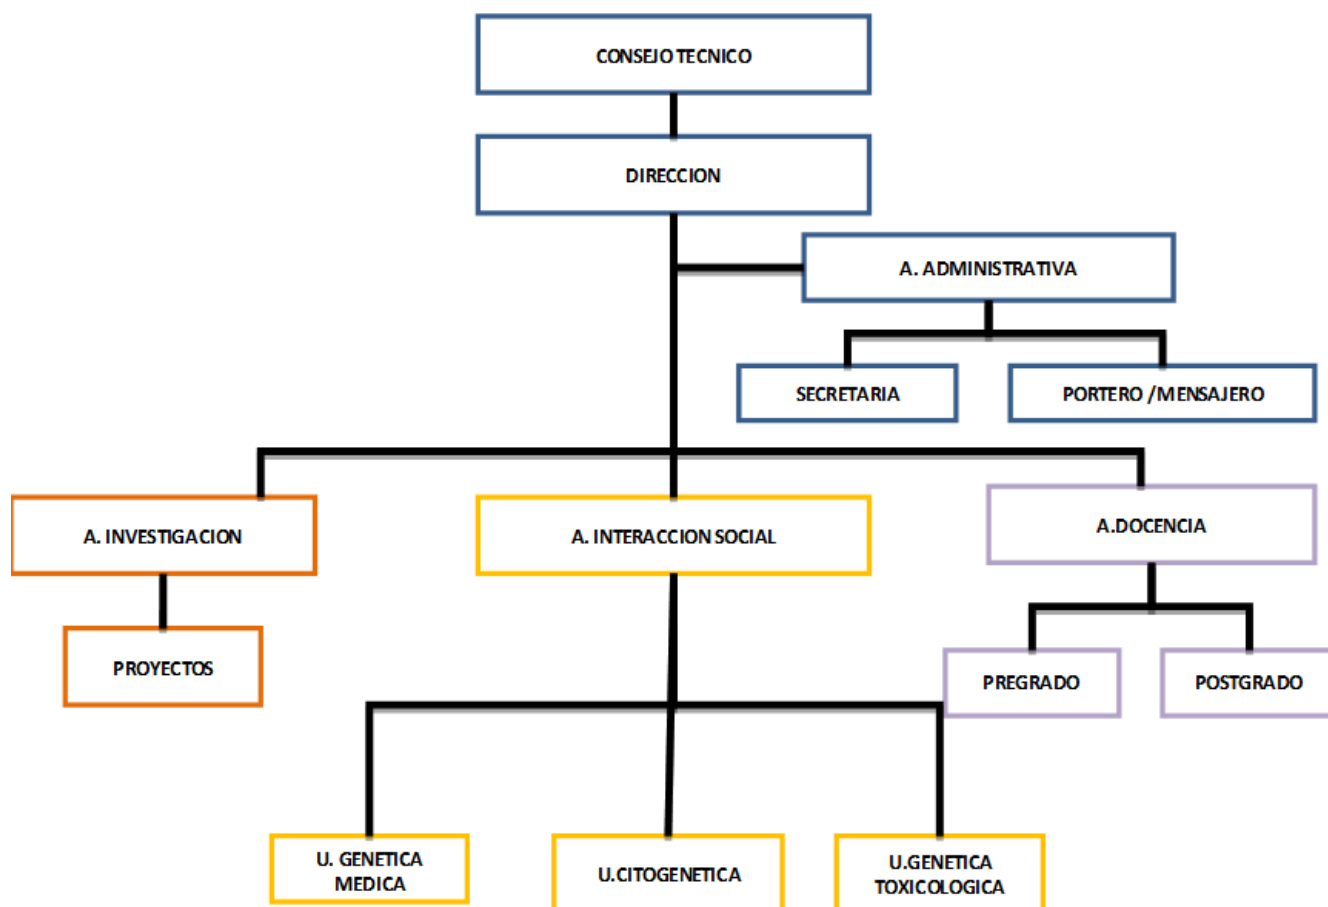 CONSEJO TECNICO
DIRECCION
A. ADMINISTRATIVA
SECRETARIA
PORTERO /MENSAJERO
A. INVESTIGACION
A. INTERACCION SOCIAL
A.DOCENCIA
PROYECTOS
PREGRADO
POSTGRADO
U. GENETICA
MEDICA
U.CITOGENETICA
U.GENETICA
TOXICOLOGICA